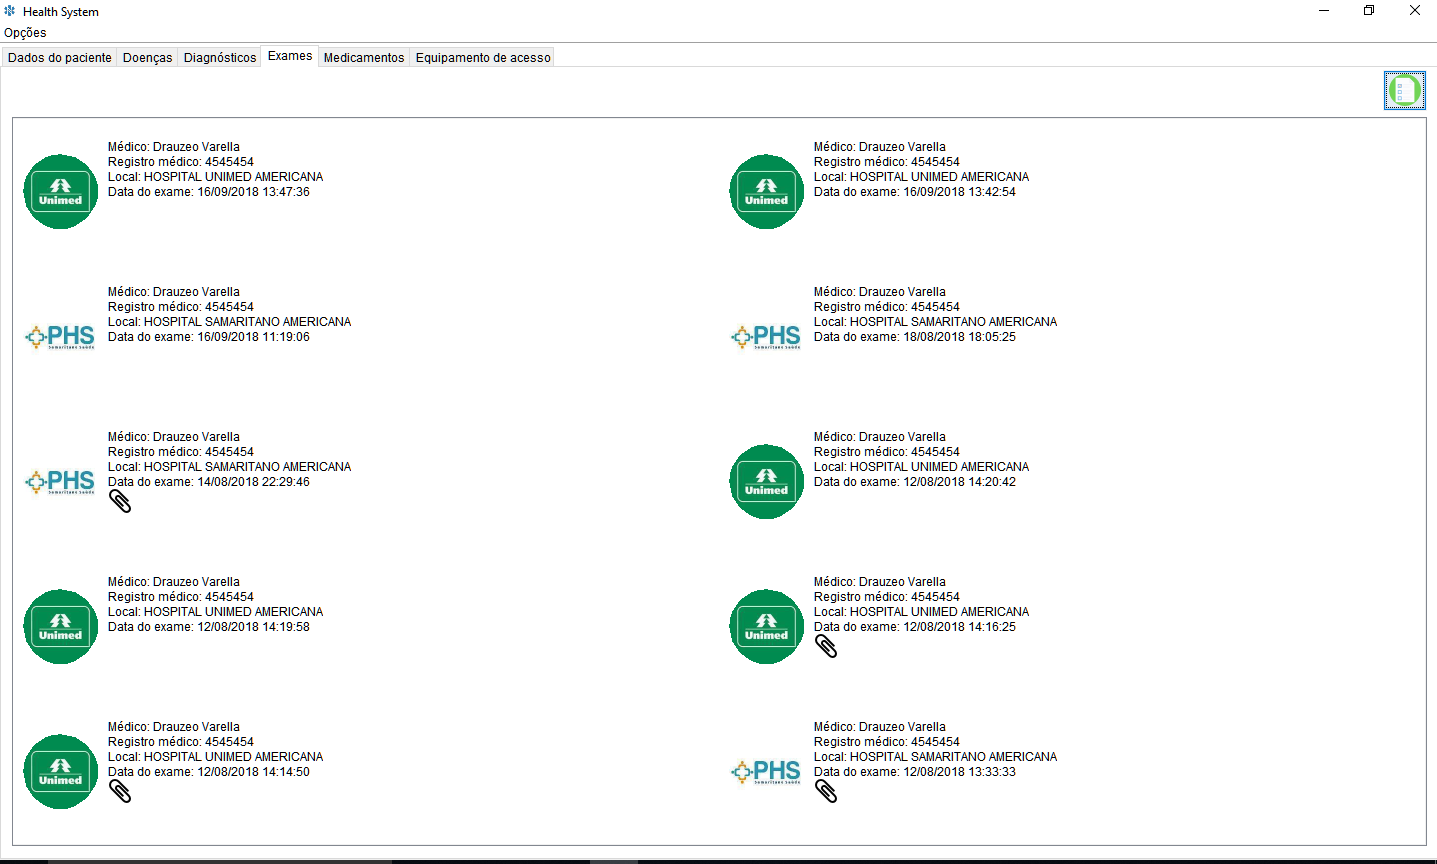 Health System
Opções
Dados do paciente Doenças Diagnósticos Exames Medicamentos Equipamento de acesso
Médico: Drauzeo Varella
Registro médico: 4545454
Local: HOSPITAL UNIMED AMERICANA
Data do exame: 16/09/2018 13:47:36
Unimed
Médico: Drauzeo Varella
Registro médico: 4545454
Local: HOSPITAL UNIMED AMERICANA
Data do exame: 16/09/2018 13:42:54
Unimed
Médico: Drauzeo Varella
Registro médico: 4545454
Local: HOSPITAL SAMARITANO AMERICANA
Data do exame: 16/09/2018 11:19:06
PHS
Samaritano Saúde
Médico: Drauzeo Varella
Registro médico: 4545454
Local: HOSPITAL SAMARITANO AMERICANA
Data do exame: 18/08/2018 18:05:25
PHS
Samaritano Saúde
Médico: Drauzeo Varella
Registro médico: 4545454
Local: HOSPITAL SAMARITANO AMERICANA
Data do exame: 14/08/2018 22:29:46
PHS
Samaritano Saúde
Médico: Drauzeo Varella
Registro médico: 4545454
Local: HOSPITAL UNIMED AMERICANA
Data do exame: 12/08/2018 14:20:42
Unimed
Médico: Drauzeo Varella
Registro médico: 4545454
Local: HOSPITAL UNIMED AMERICANA
Data do exame: 12/08/2018 14:19:58
Unimed
Médico: Drauzeo Varella
Registro médico: 4545454
Local: HOSPITAL UNIMED AMERICANA
Data do exame: 12/08/2018 14:16:25
Unimed
Médico: Drauzeo Varella
Registro médico: 4545454
Local: HOSPITAL UNIMED AMERICANA
Data do exame: 12/08/2018 14:14:50
Unimed
Médico: Drauzeo Varella
Registro médico: 4545454
Local: HOSPITAL SAMARITANO AMERICANA
Data do exame: 12/08/2018 13:33:33
PHS
Samaritano Saúde